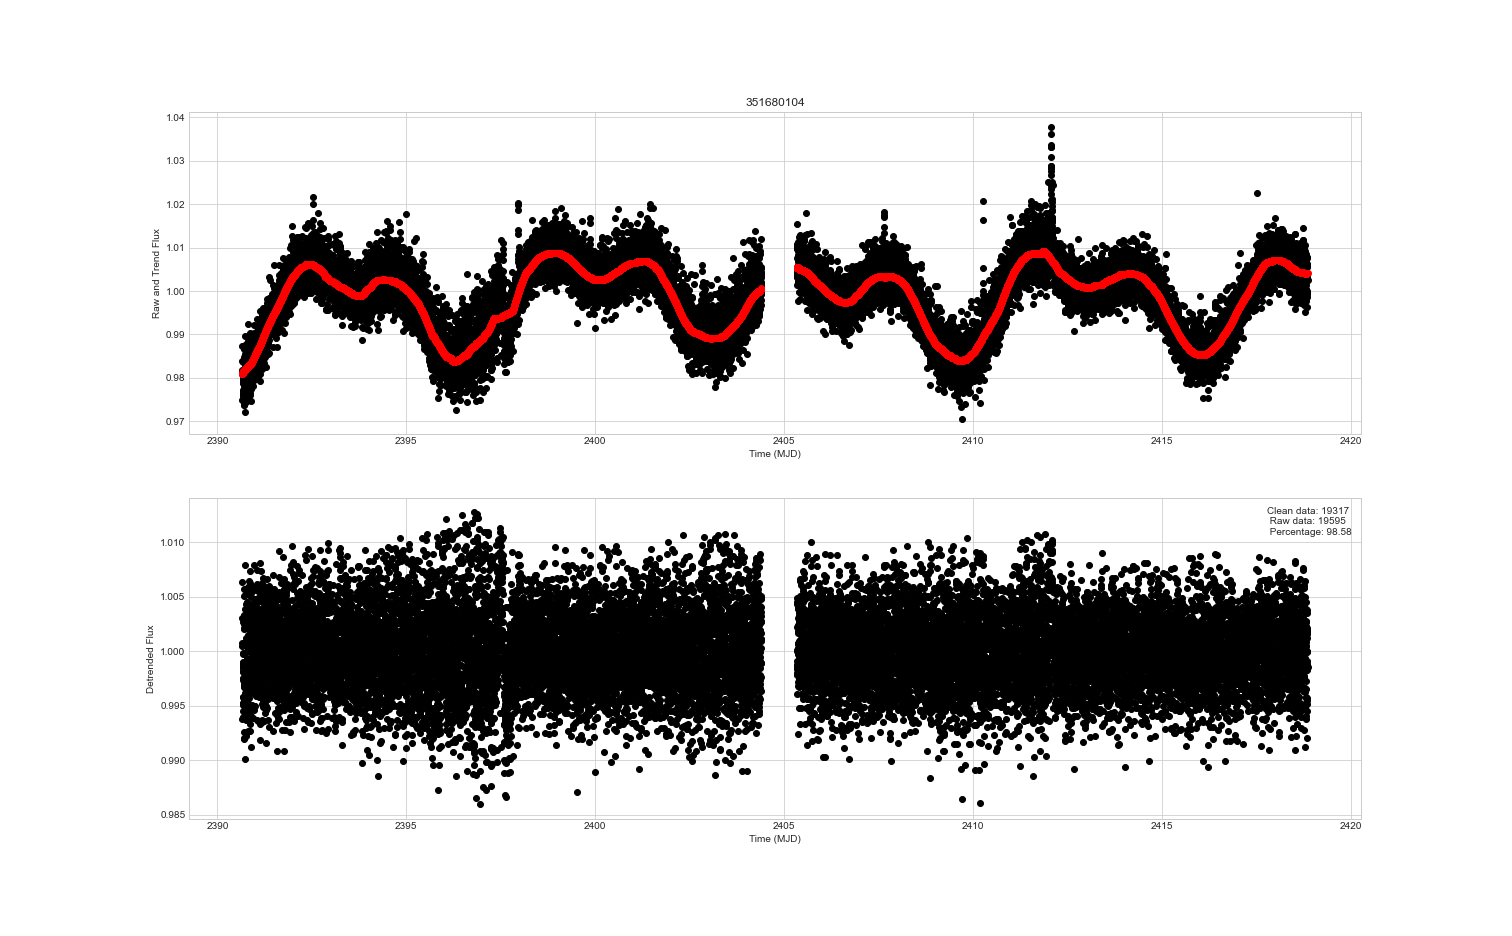 351680104
1.04
1.03
1.02
1.01
1.00
0.99
0.98
0.97
Raw and Trend Flux
2390 2395 2400 2405 2410 2415 2420
Time (MJD)
Clean data: 19317
Raw data: 19595
Percentage: 98.58
1.010
1.005
1.000
0.995
0.990
0.985
Detrended Flux
2390 2395 2400 2405 2410 2415 2420
Time (MJD)